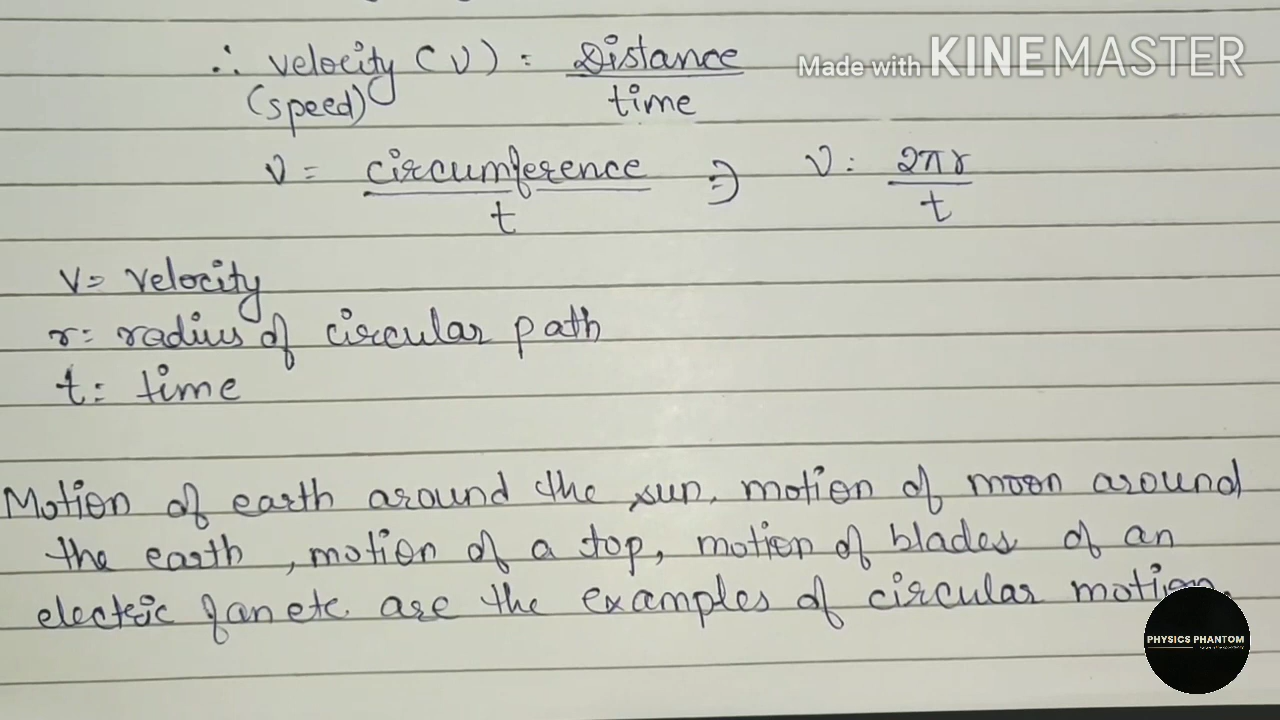 ∴ velocity (v) = Distance / time
(speed)
v = circumference / t ⇒ v = 2πr / t
v = velocity
r = radius of circular path
t = time
Motion of earth around the sun, motion of moon around
the earth, motion of a top, motion of blades of an
electric fan etc. are the examples of circular motion.
Made with KINEMASTER
PHYSICS PHANTOM